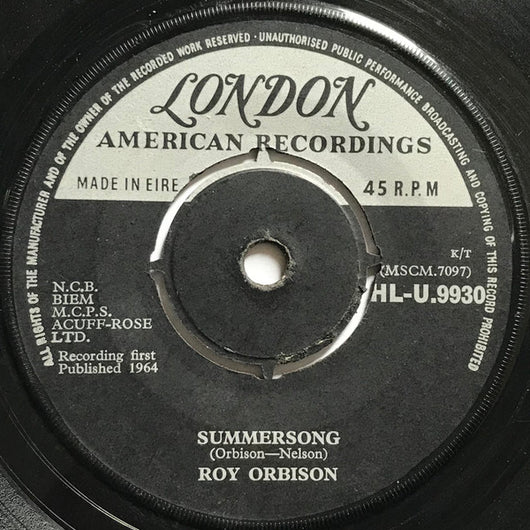 ALL RIGHTS OF THE MANUFACTURER AND OF THE OWNER OF THE RECORDED WORK RESERVED · UNAUTHORISED PUBLIC PERFORMANCE BROADCASTING AND COPYING OF THIS RECORD PROHIBITED
LONDON
AMERICAN RECORDINGS
MADE IN EIRE
45 R.P.M
K/T
(MSCM.7097)
HL-U.9930
N.C.B.
BIEM
M.C.P.S.
ACUFF-ROSE
LTD.
Recording first
Published 1964
SUMMERSONG
(Orbison—Nelson)
ROY ORBISON